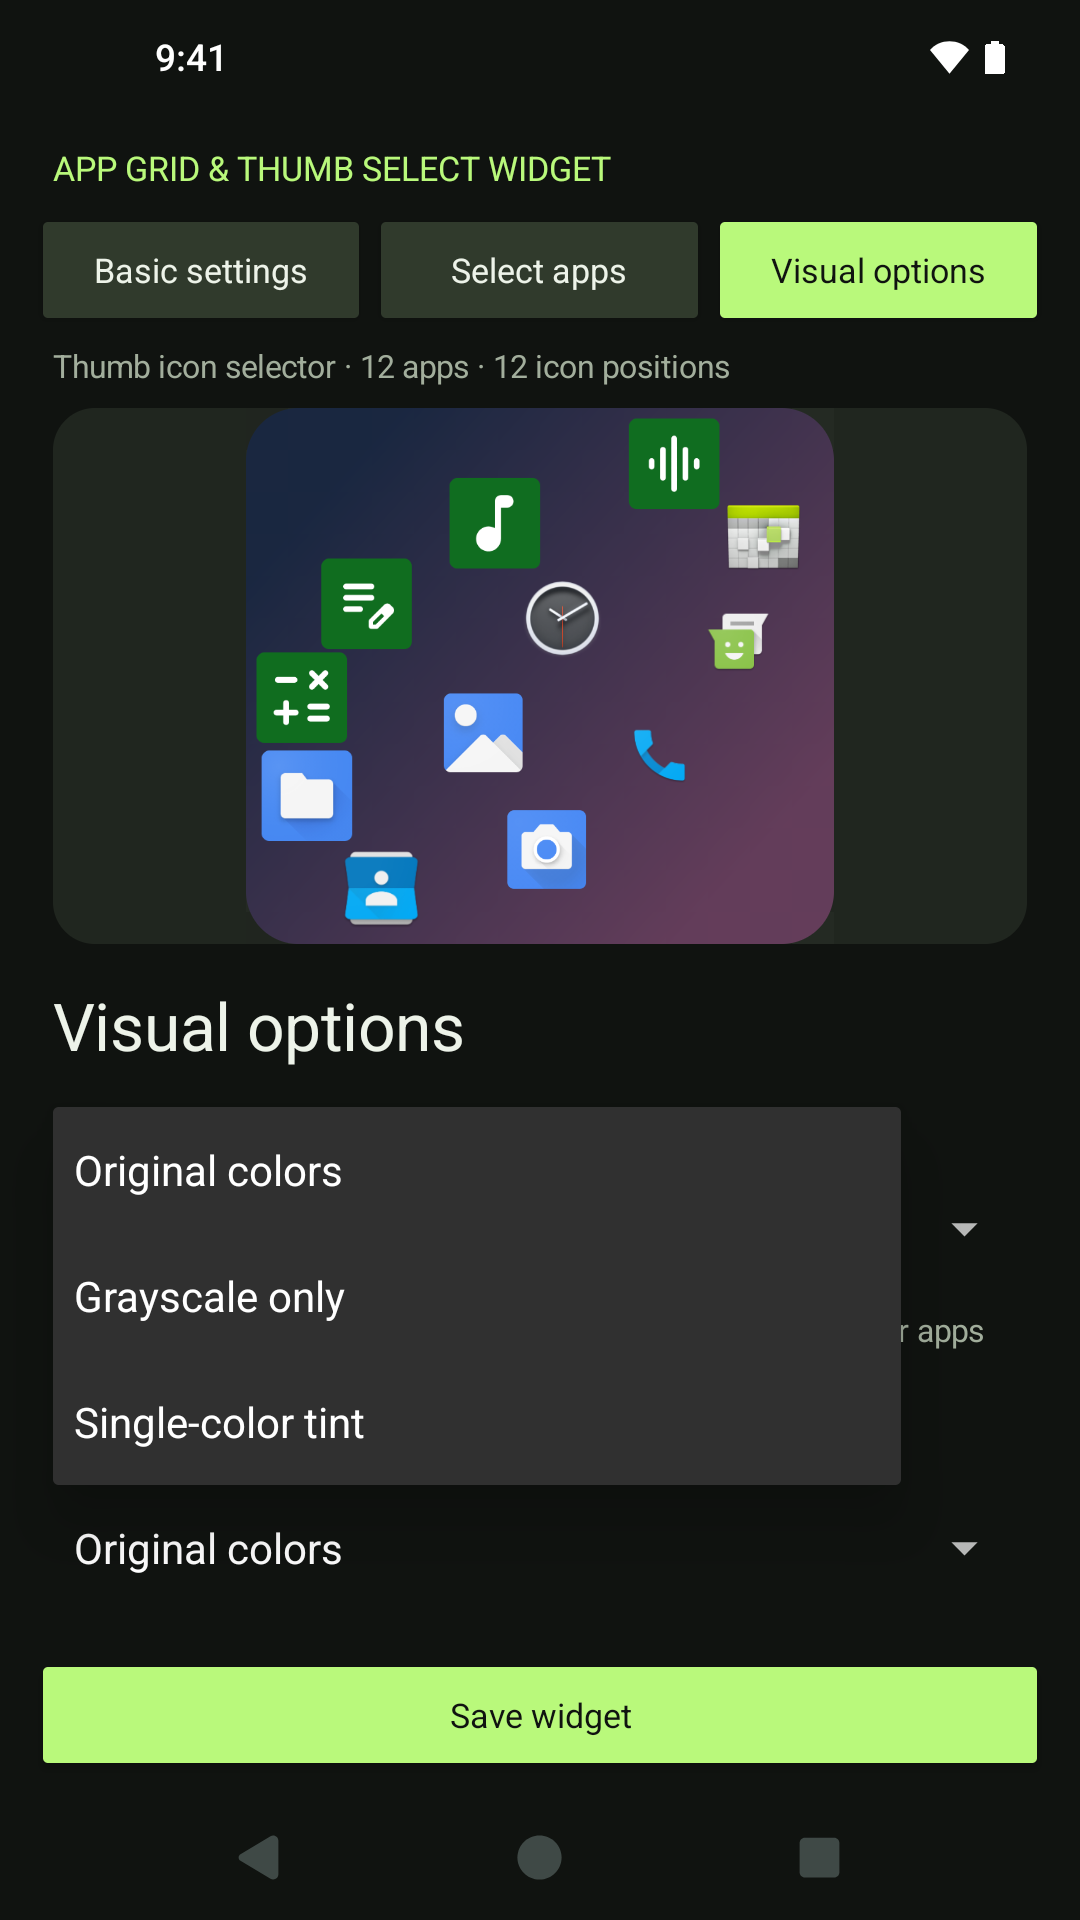 9:41
APP GRID & THUMB SELECT WIDGET
Basic settings
Select apps
Visual options
Thumb icon selector · 12 apps · 12 icon positions
Visual options
Original colors
Grayscale only
r apps
Single-color tint
Original colors
Save widget